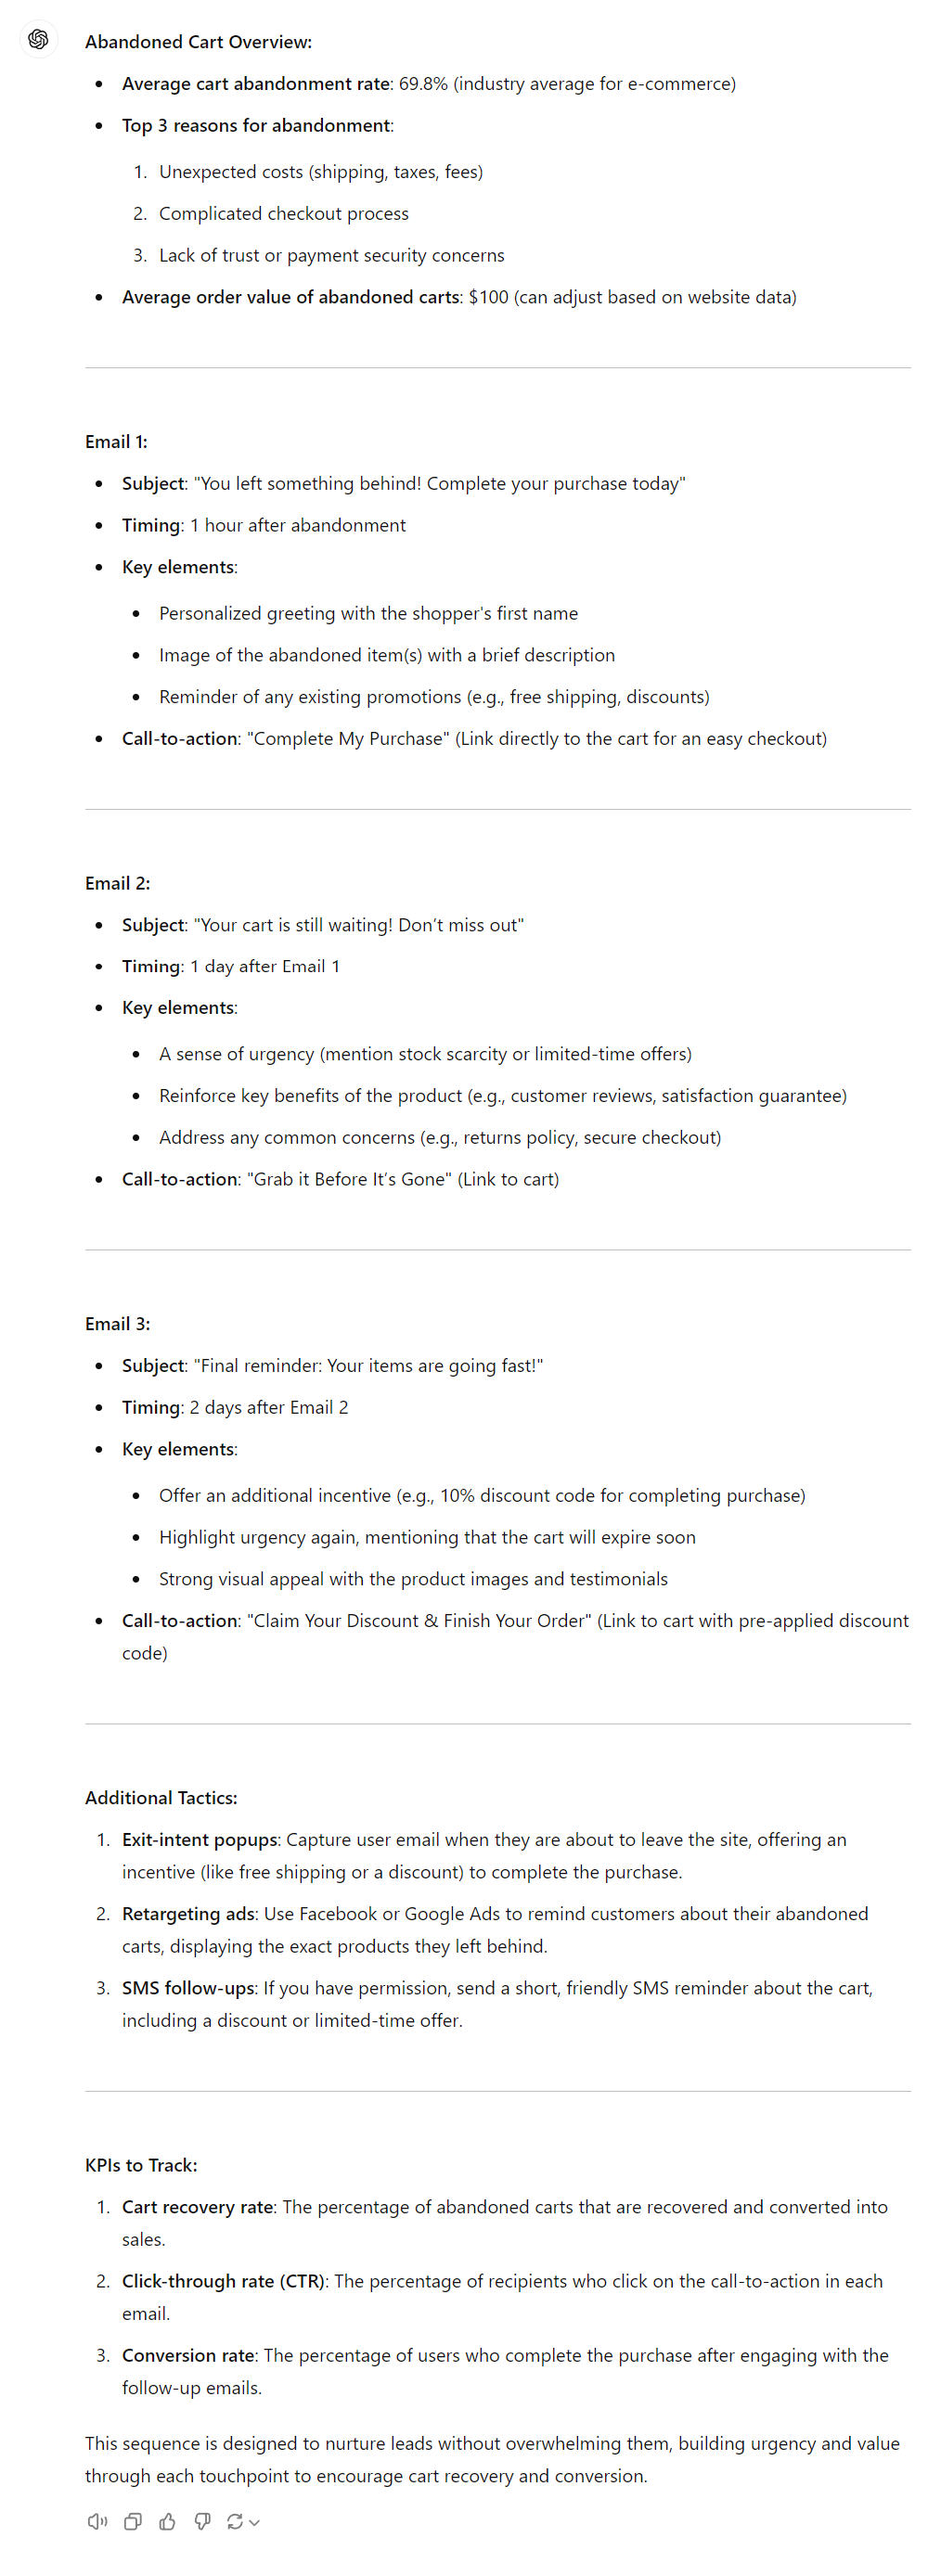 Abandoned Cart Overview:
• Average cart abandonment rate: 69.8% (industry average for e-commerce)
• Top 3 reasons for abandonment:
1. Unexpected costs (shipping, taxes, fees)
2. Complicated checkout process
3. Lack of trust or payment security concerns
• Average order value of abandoned carts: $100 (can adjust based on website data)
Email 1:
• Subject: "You left something behind! Complete your purchase today"
• Timing: 1 hour after abandonment
• Key elements:
• Personalized greeting with the shopper's first name
• Image of the abandoned item(s) with a brief description
• Reminder of any existing promotions (e.g., free shipping, discounts)
• Call-to-action: "Complete My Purchase" (Link directly to the cart for an easy checkout)
Email 2:
• Subject: "Your cart is still waiting! Don’t miss out"
• Timing: 1 day after Email 1
• Key elements:
• A sense of urgency (mention stock scarcity or limited-time offers)
• Reinforce key benefits of the product (e.g., customer reviews, satisfaction guarantee)
• Address any common concerns (e.g., returns policy, secure checkout)
• Call-to-action: "Grab it Before It’s Gone" (Link to cart)
Email 3:
• Subject: "Final reminder: Your items are going fast!"
• Timing: 2 days after Email 2
• Key elements:
• Offer an additional incentive (e.g., 10% discount code for completing purchase)
• Highlight urgency again, mentioning that the cart will expire soon
• Strong visual appeal with the product images and testimonials
• Call-to-action: "Claim Your Discount & Finish Your Order" (Link to cart with pre-applied discount
code)
Additional Tactics:
1. Exit-intent popups: Capture user email when they are about to leave the site, offering an
incentive (like free shipping or a discount) to complete the purchase.
2. Retargeting ads: Use Facebook or Google Ads to remind customers about their abandoned
carts, displaying the exact products they left behind.
3. SMS follow-ups: If you have permission, send a short, friendly SMS reminder about the cart,
including a discount or limited-time offer.
KPIs to Track:
1. Cart recovery rate: The percentage of abandoned carts that are recovered and converted into
sales.
2. Click-through rate (CTR): The percentage of recipients who click on the call-to-action in each
email.
3. Conversion rate: The percentage of users who complete the purchase after engaging with the
follow-up emails.
This sequence is designed to nurture leads without overwhelming them, building urgency and value
through each touchpoint to encourage cart recovery and conversion.